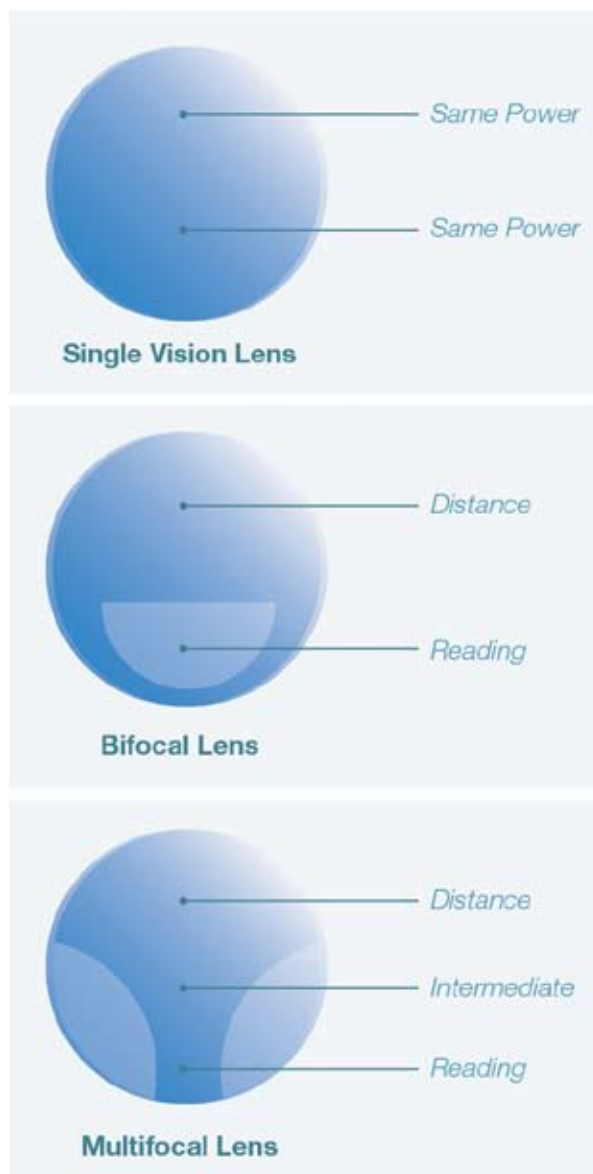 Same Power
Same Power
Single Vision Lens
Distance
Reading
Bifocal Lens
Distance
Intermediate
Reading
Multifocal Lens